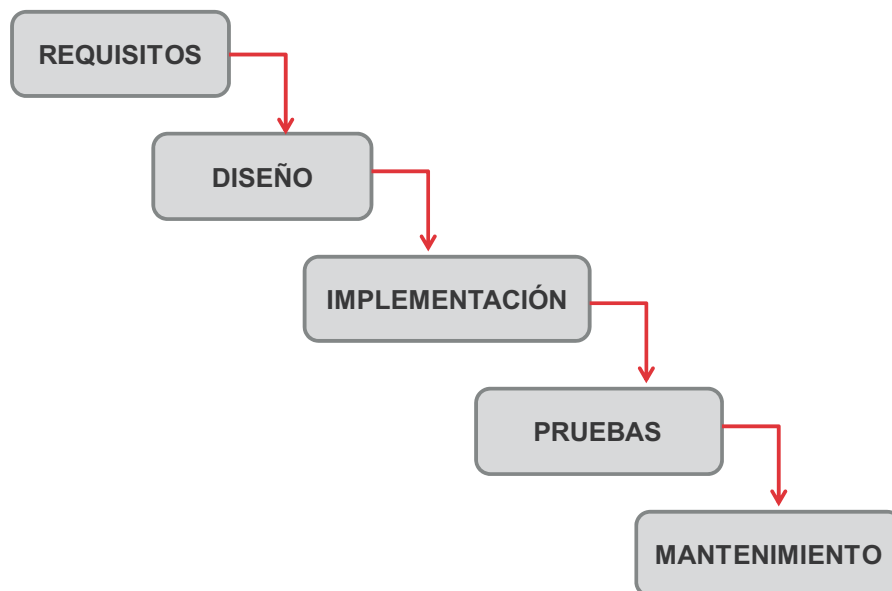 REQUISITOS
DISEÑO
IMPLEMENTACIÓN
PRUEBAS
MANTENIMIENTO